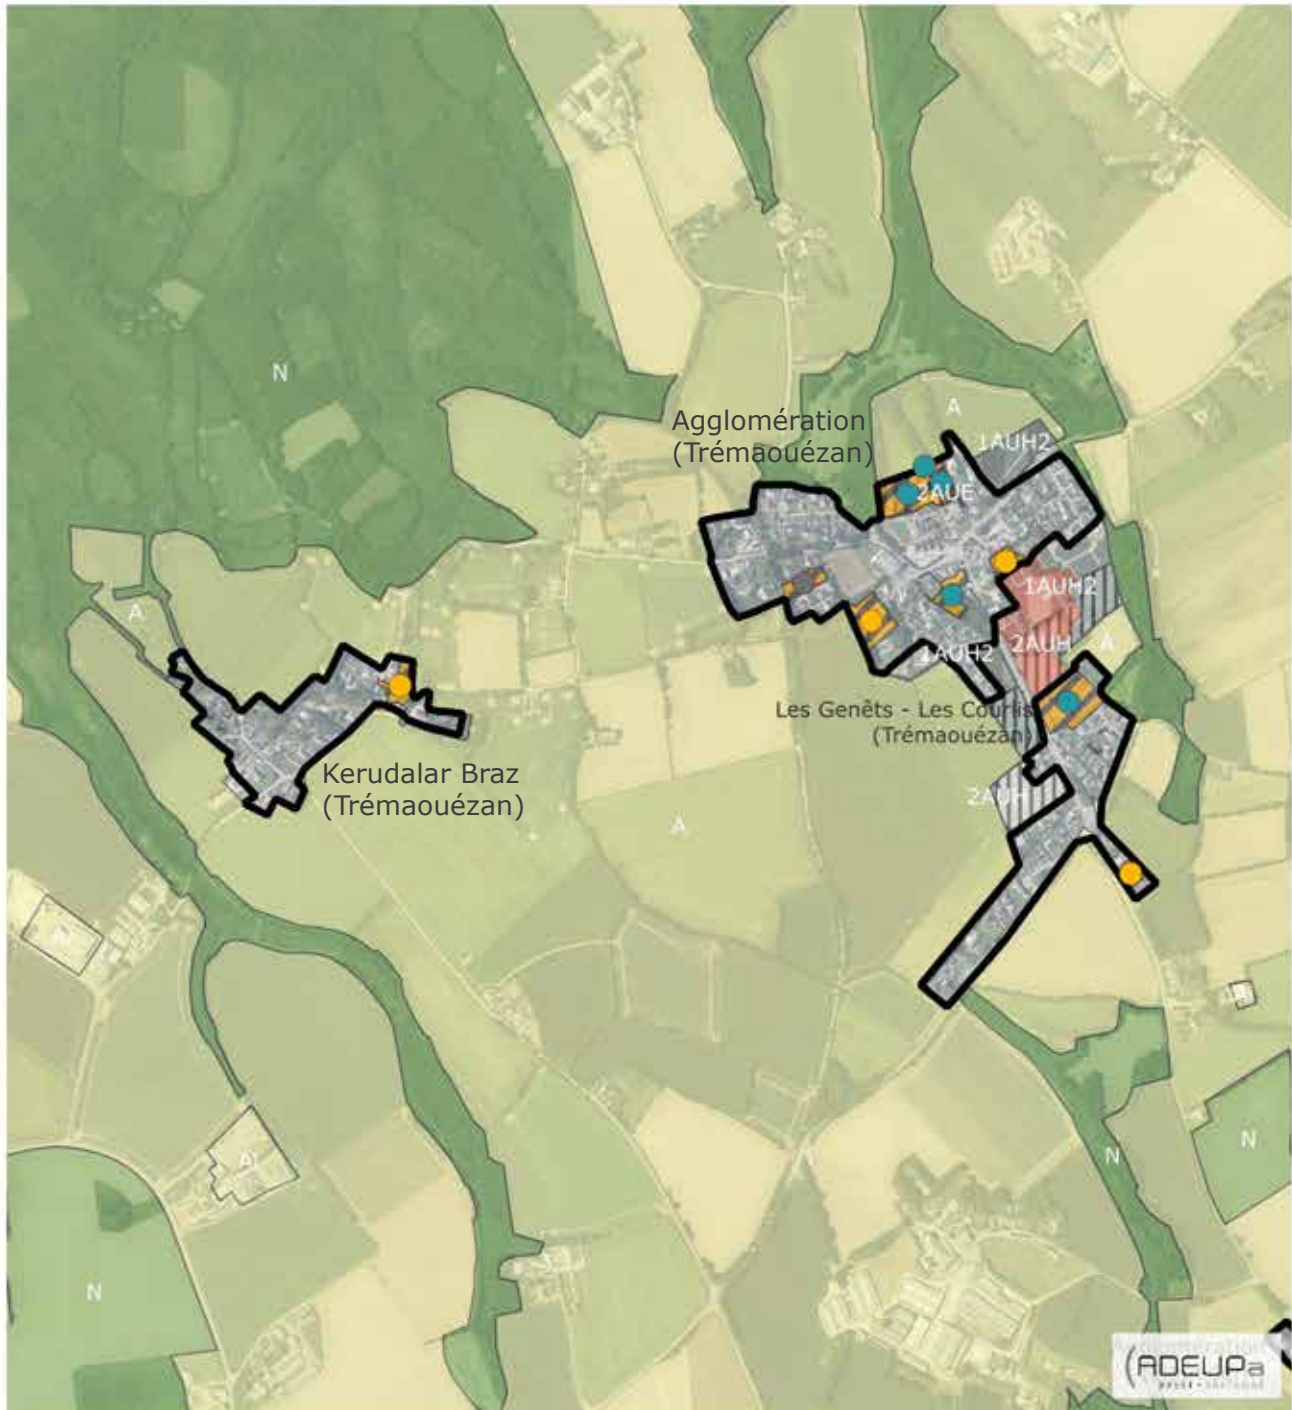 N
Agglomération
(Trémaouézan)
A
1AUH2
2AUE
1AUH2
A
2AUH
A
1AUH2
Les Genêts - Les Courlis
(Trémaouézan)
Kerudalar Braz
(Trémaouézan)
2AUH
A
N
N
N
(ADEUPa